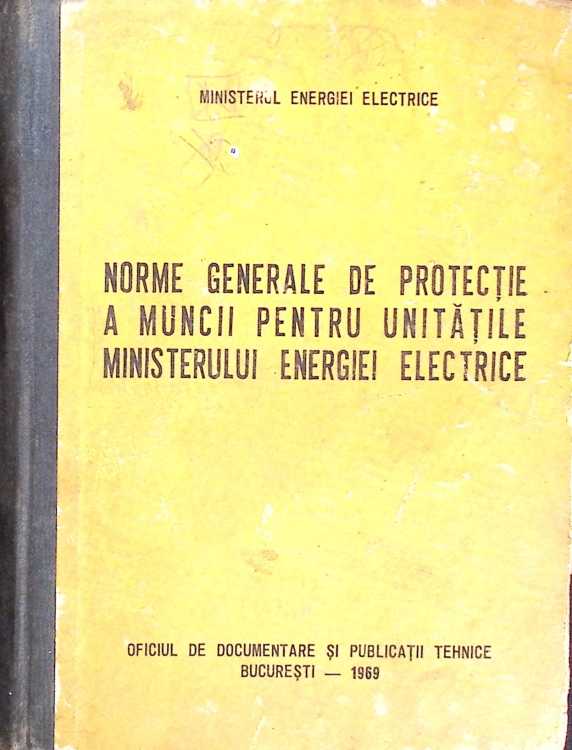 MINISTERUL ENERGIEI ELECTRICE
NORME GENERALE DE PROTECȚIE
A MUNCII PENTRU UNITĂȚILE
MINISTERULUI ENERGIEI ELECTRICE
OFICIUL DE DOCUMENTARE ȘI PUBLICAȚII TEHNICE
BUCUREȘTI — 1969